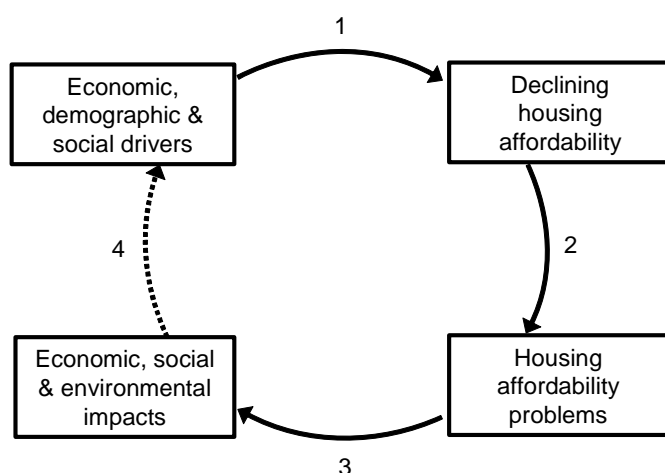 1
Economic,
demographic &
social drivers
Declining
housing
affordability
2
Housing
affordability
problems
3
Economic, social
& environmental
impacts
4